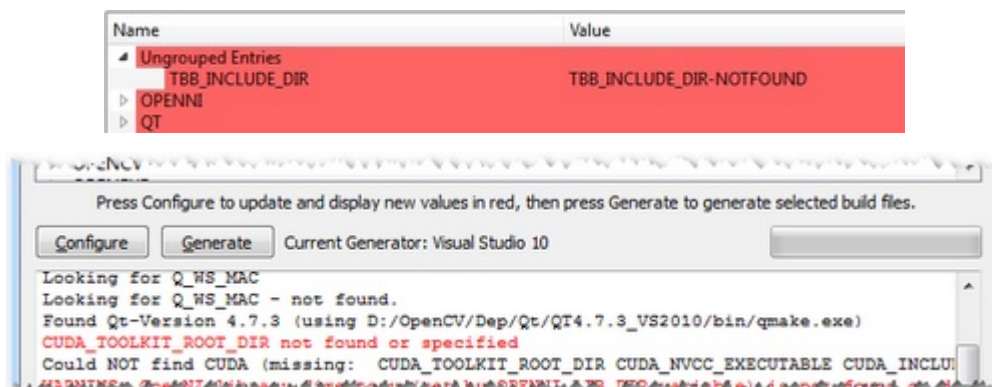 Name Value
Ungrouped Entries
TBB_INCLUDE_DIR TBB_INCLUDE_DIR-NOTFOUND
OPENNI
QT
OPENCV
Press Configure to update and display new values in red, then press Generate to generate selected build files.
Configure Generate Current Generator: Visual Studio 10
Looking for Q_WS_MAC
Looking for Q_WS_MAC - not found.
Found Qt-Version 4.7.3 (using D:/OpenCV/Dep/Qt/QT4.7.3_VS2010/bin/qmake.exe)
CUDA_TOOLKIT_ROOT_DIR not found or specified
Could NOT find CUDA (missing: CUDA_TOOLKIT_ROOT_DIR CUDA_NVCC_EXECUTABLE CUDA_INCLU